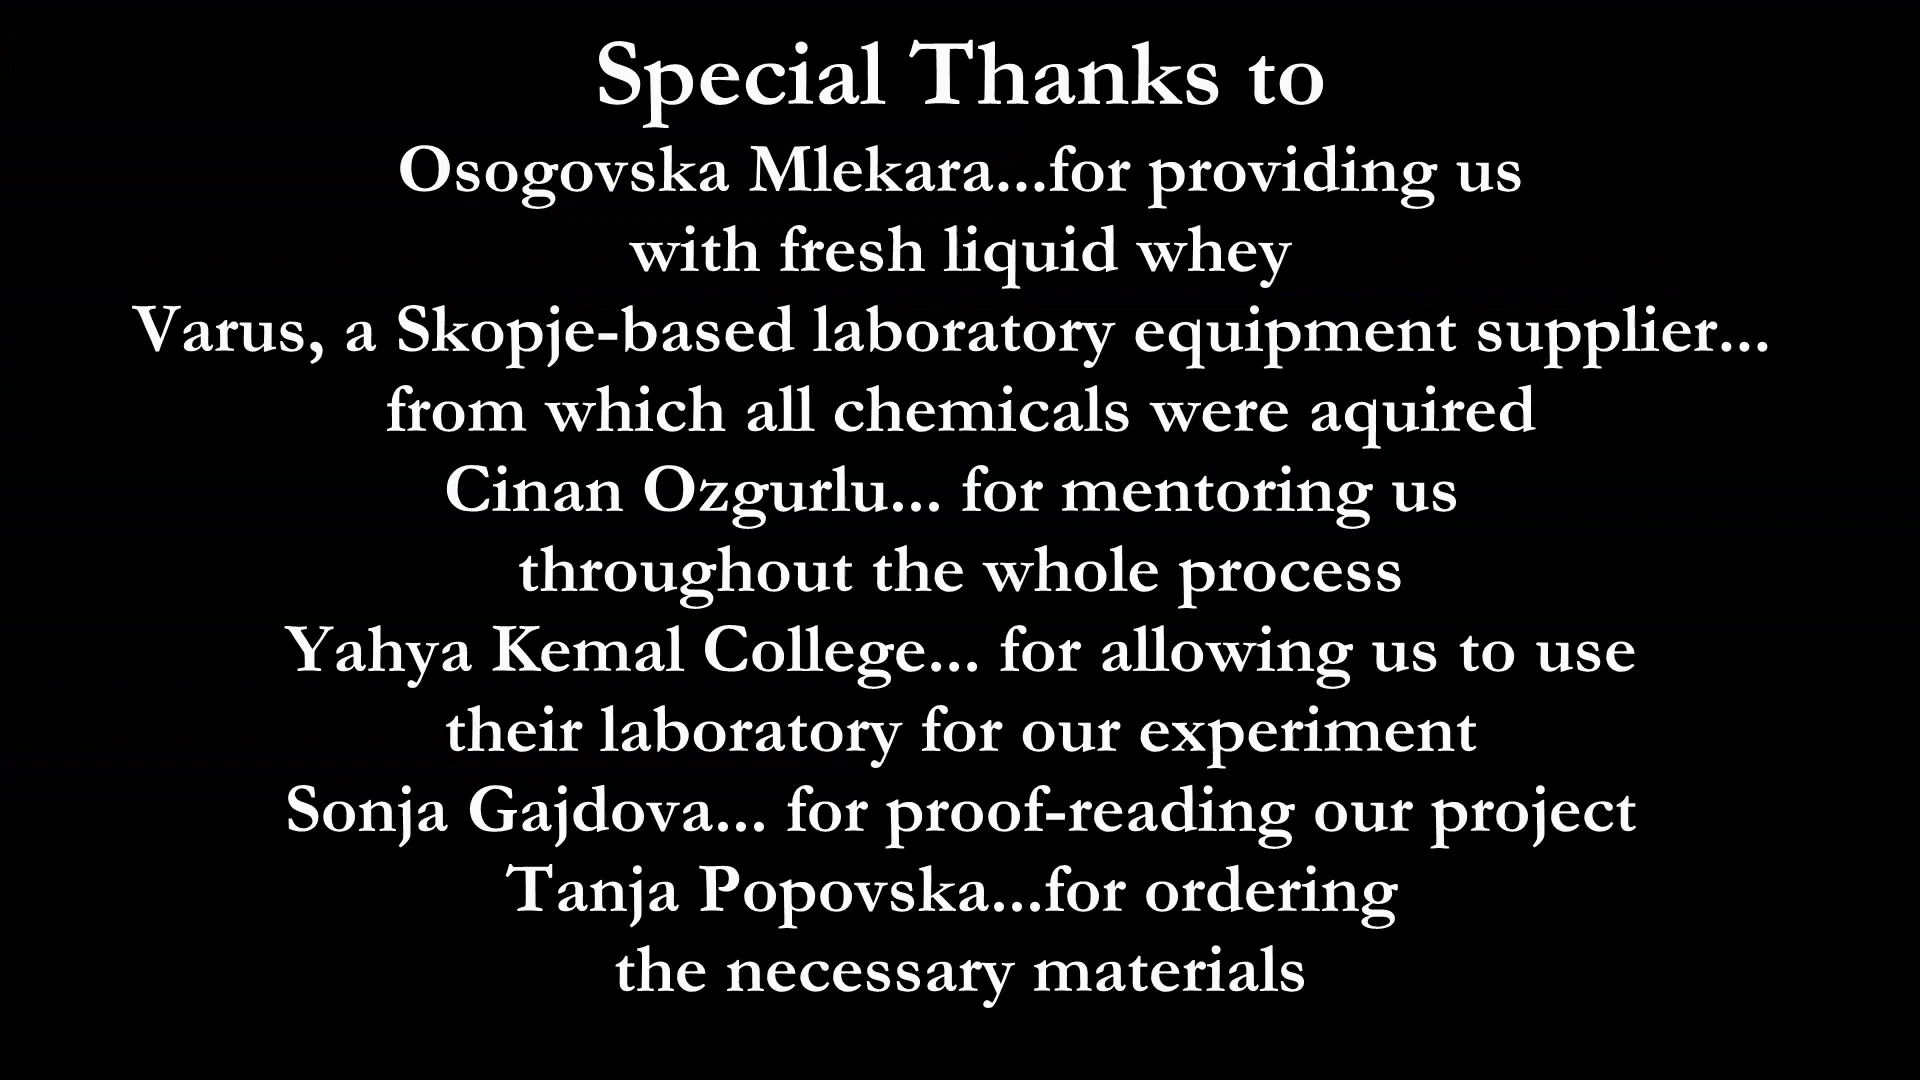 Special Thanks to
Osogovska Mlekara...for providing us
with fresh liquid whey
Varus, a Skopje-based laboratory equipment supplier...
from which all chemicals were aquired
Cinan Ozgurlu... for mentoring us
throughout the whole process
Yahya Kemal College... for allowing us to use
their laboratory for our experiment
Sonja Gajdova... for proof-reading our project
Tanja Popovska...for ordering
the necessary materials